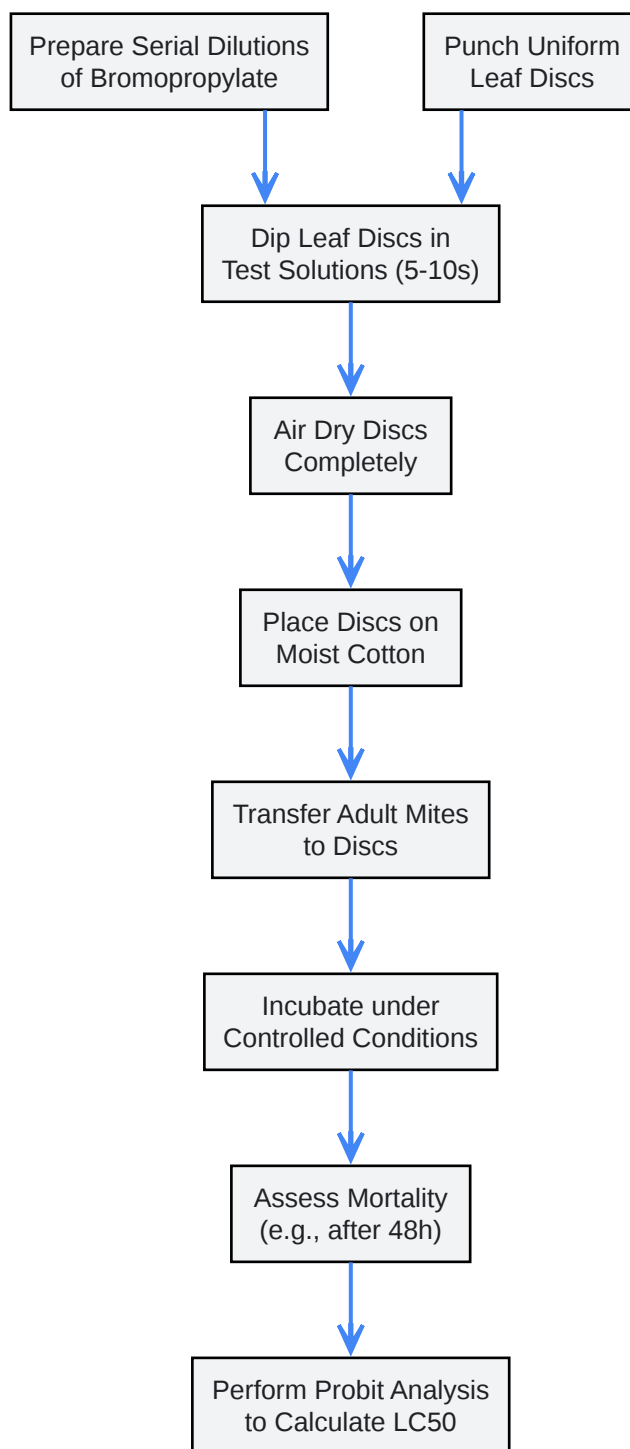 Prepare Serial Dilutions
of Bromopropylate
Punch Uniform
Leaf Discs
Dip Leaf Discs in
Test Solutions (5-10s)
Air Dry Discs
Completely
Place Discs on
Moist Cotton
Transfer Adult Mites
to Discs
Incubate under
Controlled Conditions
Assess Mortality
(e.g., after 48h)
Perform Probit Analysis
to Calculate LC50